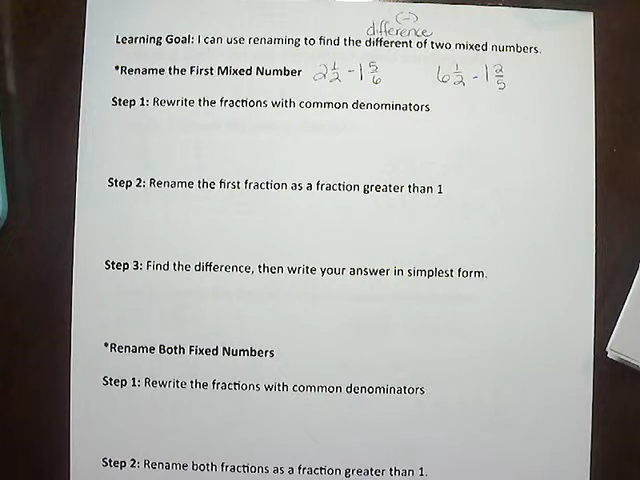 (-)
difference
Learning Goal: I can use renaming to find the different of two mixed numbers.
*Rename the First Mixed Number 2 1/2 - 1 5/6 6 1/2 - 1 2/5
Step 1: Rewrite the fractions with common denominators
Step 2: Rename the first fraction as a fraction greater than 1
Step 3: Find the difference, then write your answer in simplest form.
*Rename Both Fixed Numbers
Step 1: Rewrite the fractions with common denominators
Step 2: Rename both fractions as a fraction greater than 1.